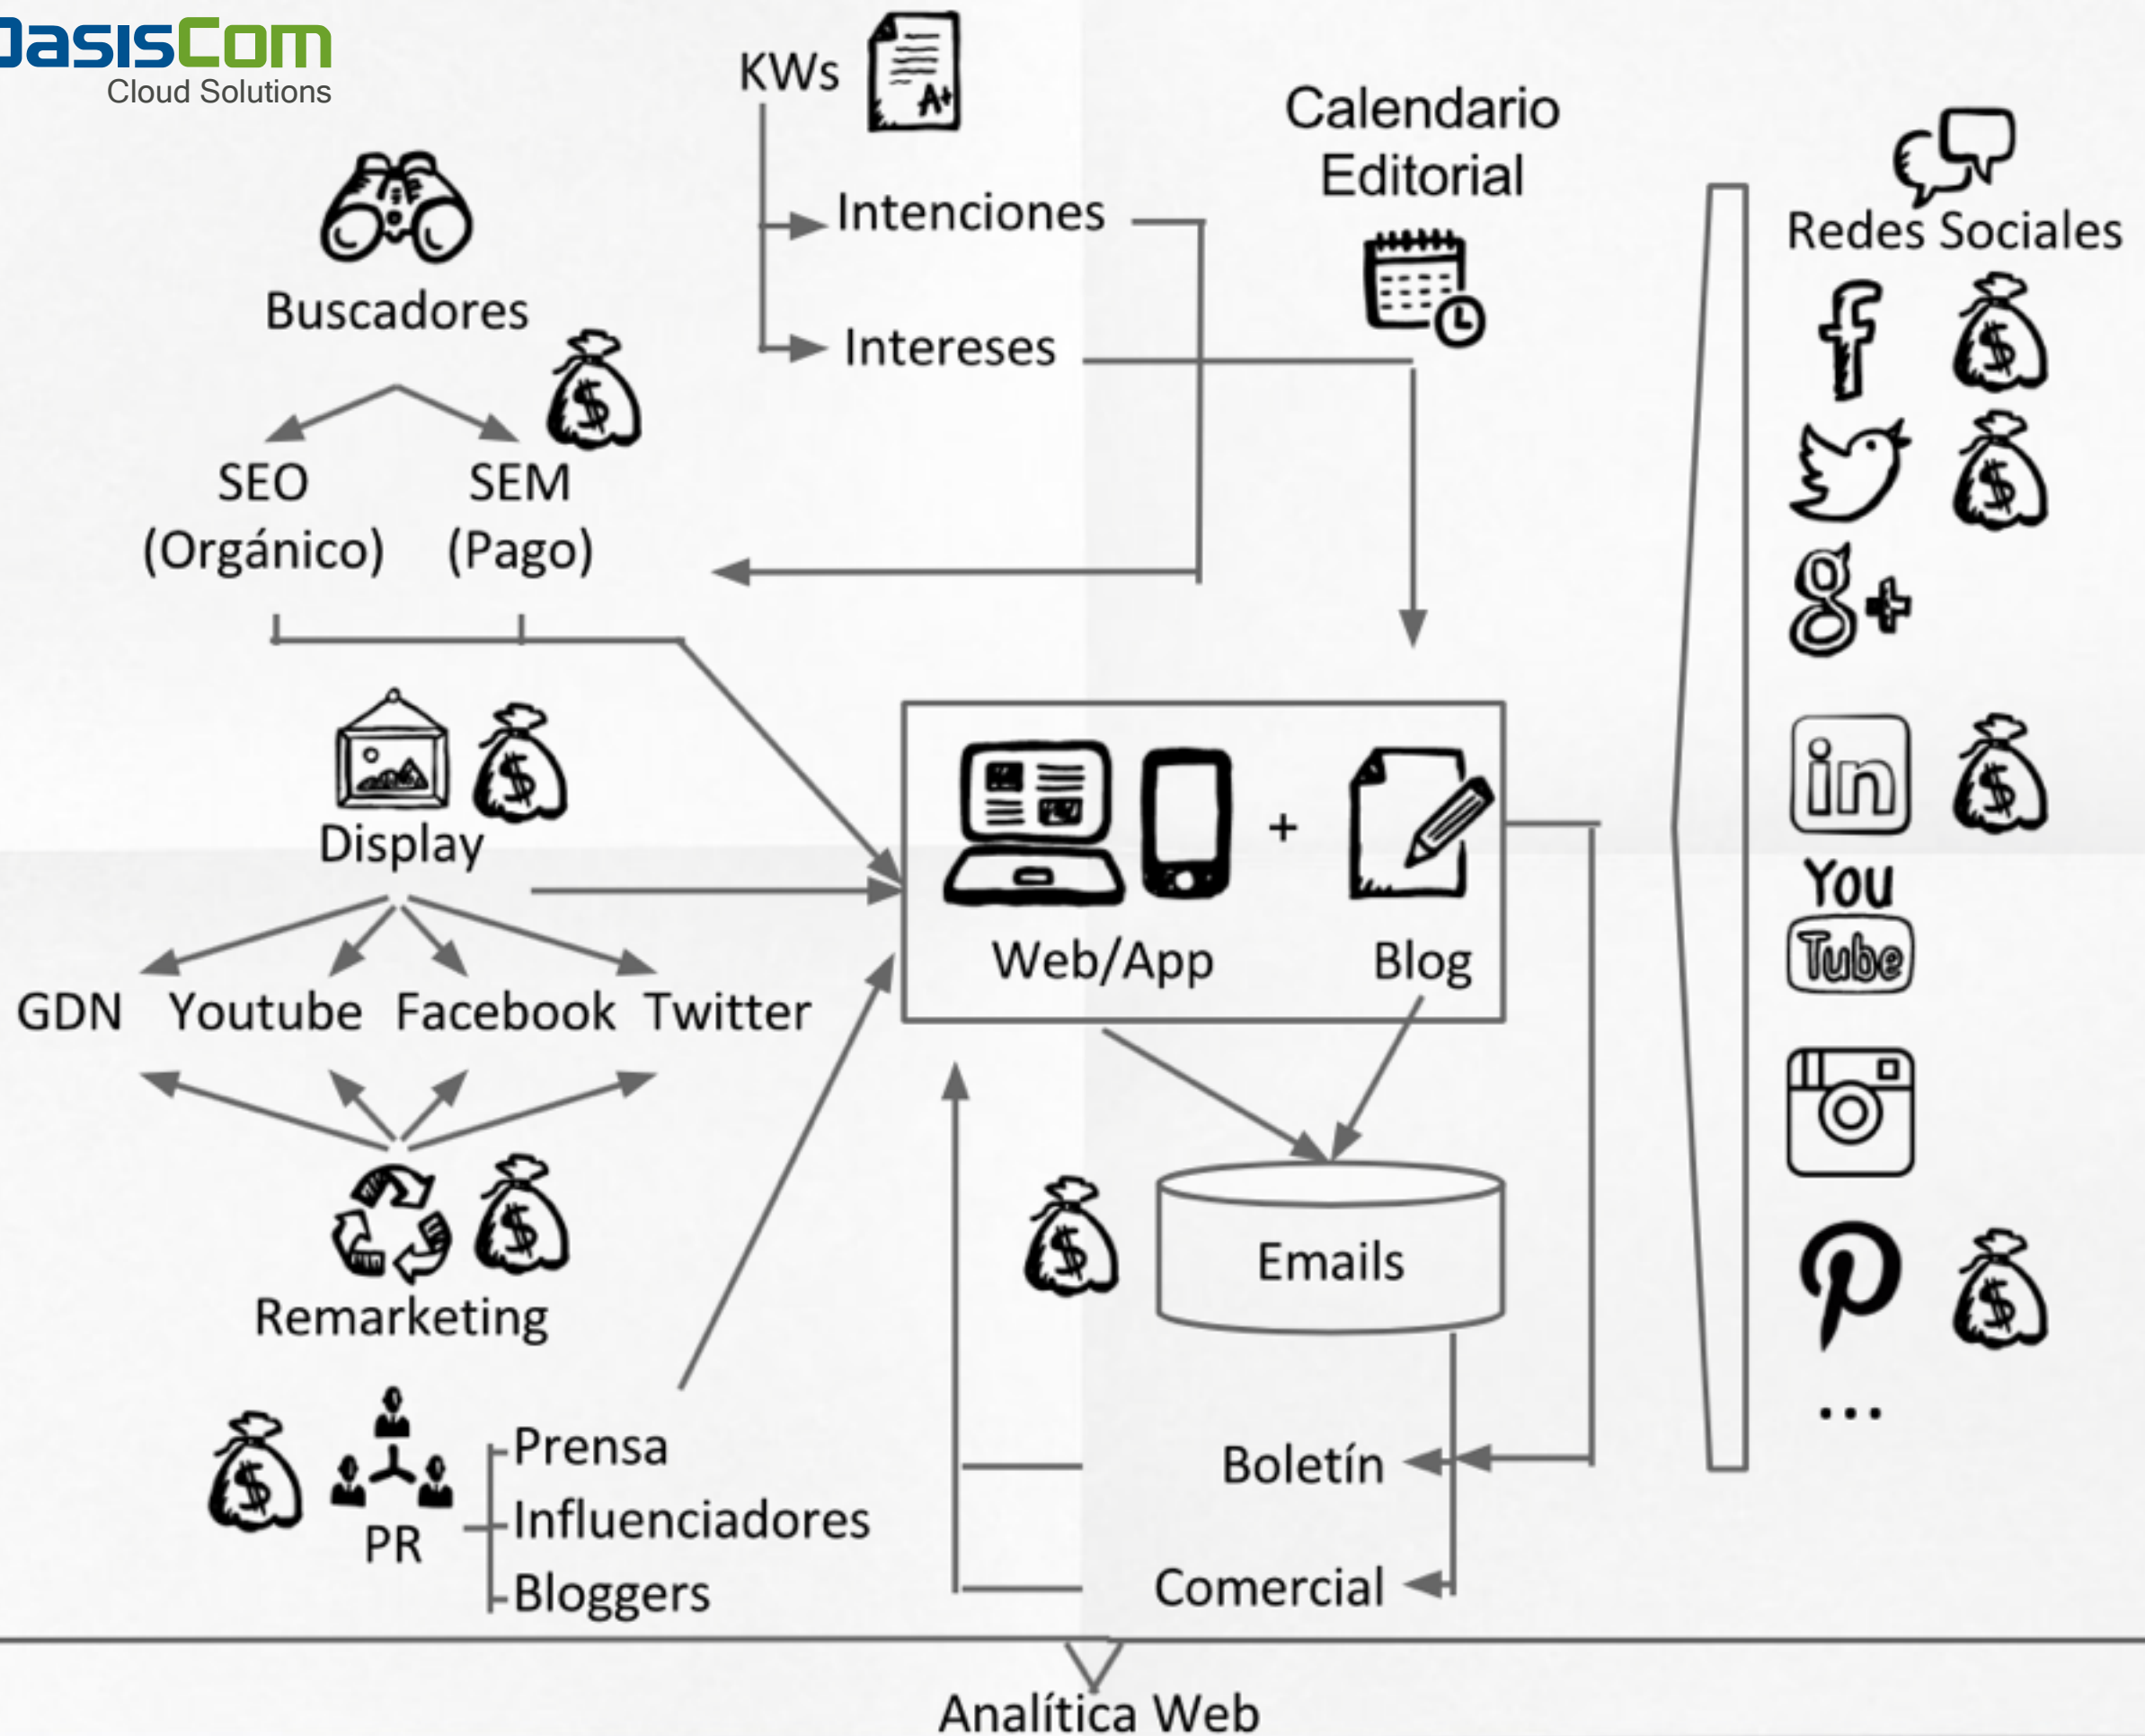 OasisCom
Cloud Solutions
KWs
A+
Intenciones
Intereses
Calendario
Editorial
Buscadores
$
SEO
(Orgánico)
SEM
(Pago)
Display
$
GDN Youtube Facebook Twitter
Remarketing
$
$
PR
Prensa
Influenciadores
Bloggers
+
Web/App
Blog
$
Emails
Boletín
Comercial
Redes Sociales
f
$
$
g+
in
$
You
Tube
$
...
Analítica Web